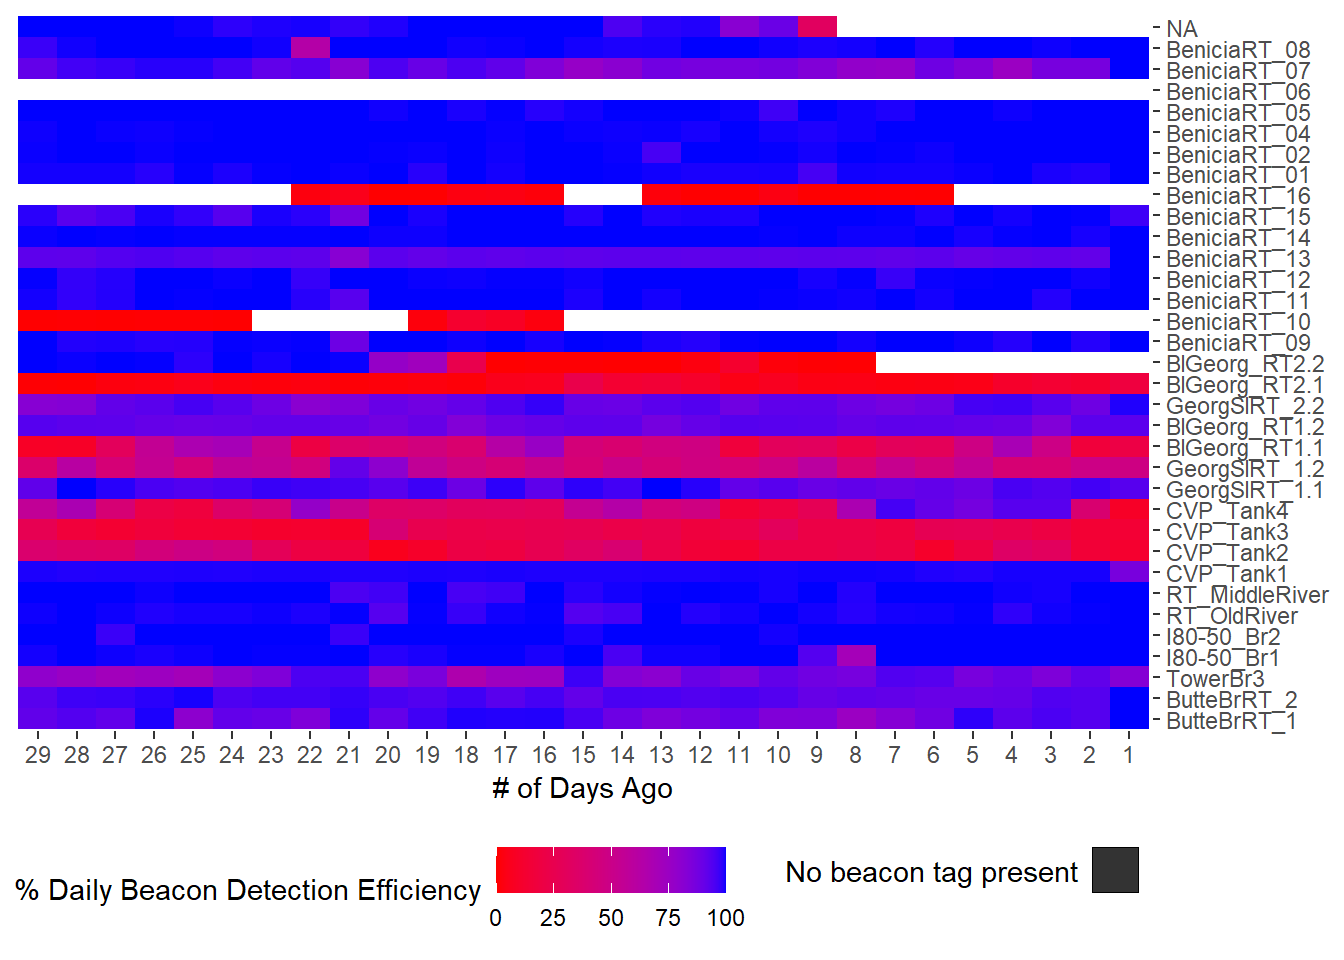 NA
BeniciaRT_08
BeniciaRT_07
BeniciaRT_06
BeniciaRT_05
BeniciaRT_04
BeniciaRT_02
BeniciaRT_01
BeniciaRT_16
BeniciaRT_15
BeniciaRT_14
BeniciaRT_13
BeniciaRT_12
BeniciaRT_11
BeniciaRT_10
BeniciaRT_09
BlGeorg_RT2.2
BlGeorg_RT2.1
GeorgSlRT_2.2
BlGeorg_RT1.2
BlGeorg_RT1.1
GeorgSlRT_1.2
GeorgSlRT_1.1
CVP_Tank4
CVP_Tank3
CVP_Tank2
CVP_Tank1
RT_MiddleRiver
RT_OldRiver
I80-50_Br2
I80-50_Br1
TowerBr3
ButteBrRT_2
ButteBrRT_1
29 28 27 26 25 24 23 22 21 20 19 18 17 16 15 14 13 12 11 10 9 8 7 6 5 4 3 2 1
# of Days Ago
% Daily Beacon Detection Efficiency
0 25 50 75 100
No beacon tag present